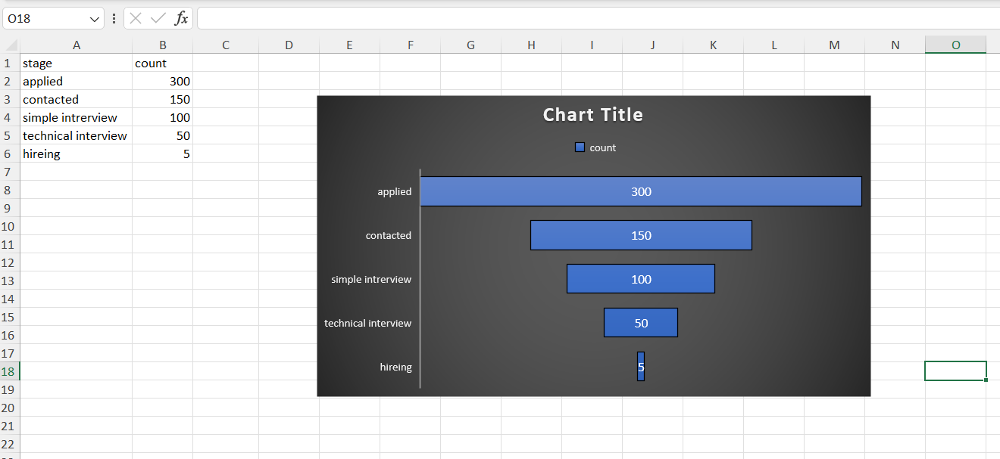 O18 fx
A B C D E F G H I J K L M N O
1 stage count
2 applied 300
3 contacted 150
4 simple intrerview 100
5 technical interview 50
6 hireing 5
7
8
9
10
11
12
13
14
15
16
17
18
19
20
21
22
Chart Title
count
applied 300
contacted 150
simple intrerview 100
technical interview 50
hireing 5